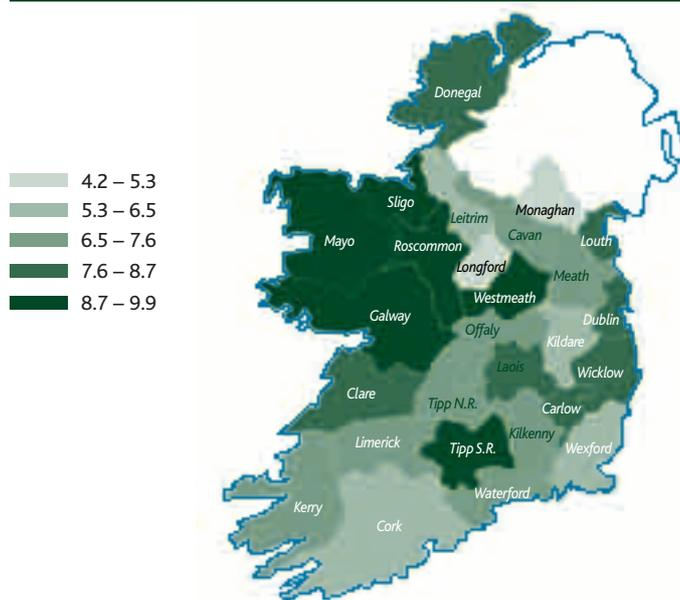 4.2 – 5.3
5.3 – 6.5
6.5 – 7.6
7.6 – 8.7
8.7 – 9.9
Donegal
Sligo
Leitrim
Monaghan
Cavan
Mayo
Roscommon
Louth
Longford
Meath
Westmeath
Galway
Dublin
Offaly
Kildare
Laois
Wicklow
Clare
Tipp N.R.
Carlow
Limerick
Kilkenny
Tipp S.R.
Wexford
Waterford
Kerry
Cork